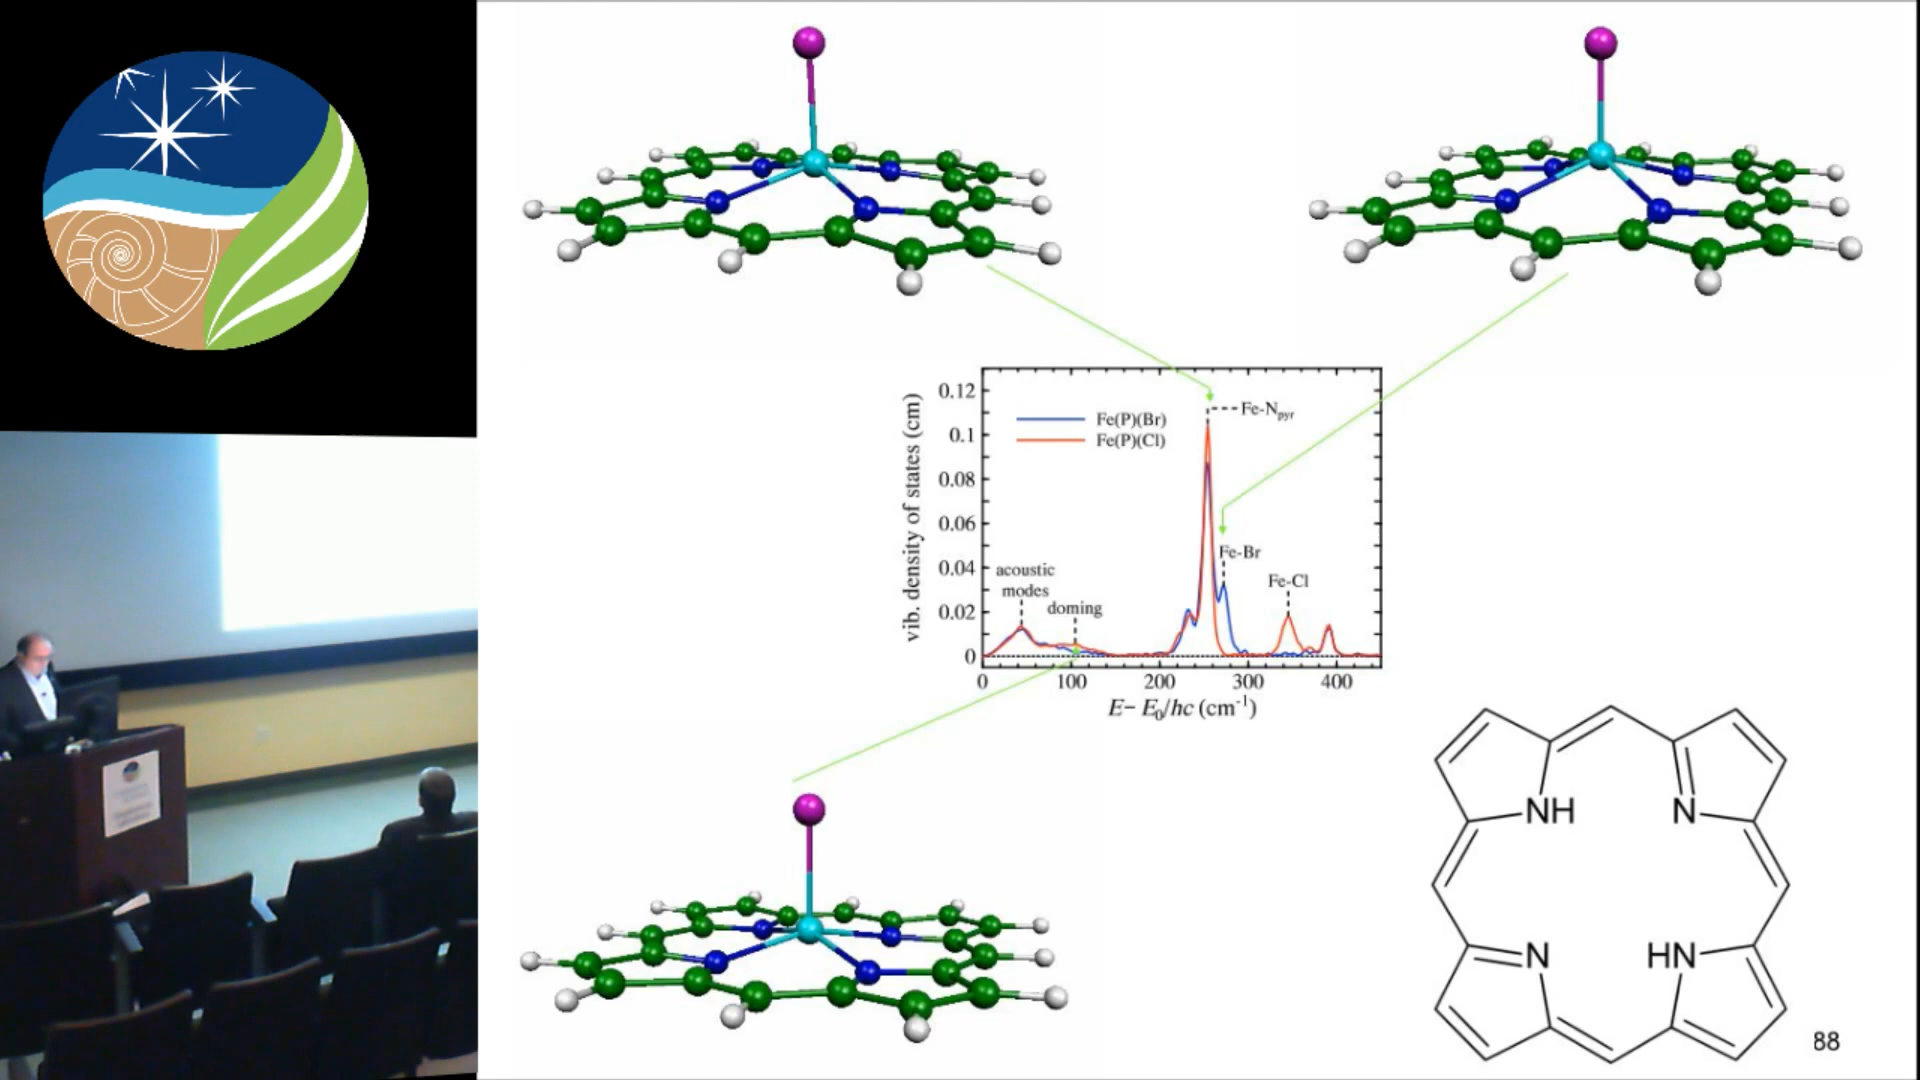 0.12
0.1
0.08
0.06
0.04
0.02
0
vib. density of states (cm)
Fe(P)(Br)
Fe(P)(Cl)
Fe-Npyr
Fe-Br
Fe-Cl
acoustic
modes
doming
0 100 200 300 400
E− E0/hc (cm-1)
NH N
N HN
88